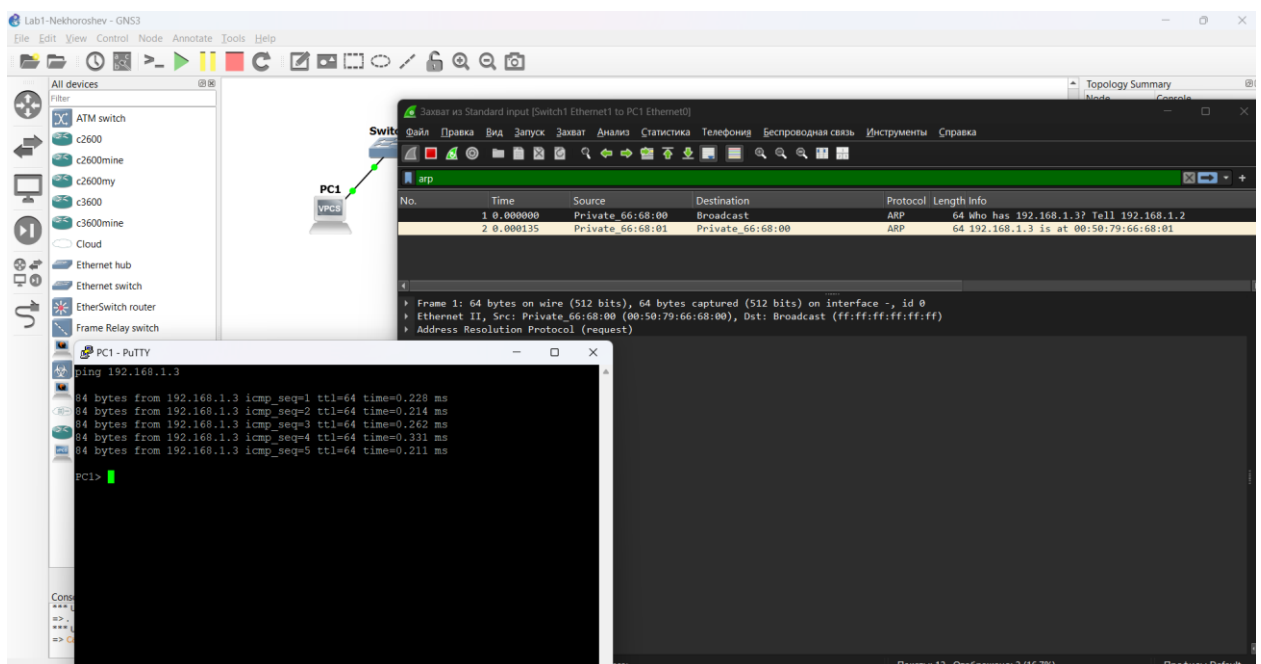 Lab1-Nekhoroshev - GNS3
File Edit View Control Node Annotate Tools Help
All devices
Filter
ATM switch
c2600
c2600mine
c2600my
c3600
c3600mine
Cloud
Ethernet hub
Ethernet switch
EtherSwitch router
Frame Relay switch
PC1
VPCS
Topology Summary
Node Console
Захват из Standard input [Switch1 Ethernet1 to PC1 Ethernet0]
Файл Правка Вид Запуск Захват Анализ Статистика Телефония Беспроводная связь Инструменты Справка
arp
No. Time Source Destination Protocol Length Info
1 0.000000 Private_66:68:00 Broadcast ARP 64 Who has 192.168.1.3? Tell 192.168.1.2
2 0.000135 Private_66:68:01 Private_66:68:00 ARP 64 192.168.1.3 is at 00:50:79:66:68:01
Frame 1: 64 bytes on wire (512 bits), 64 bytes captured (512 bits) on interface -, id 0
Ethernet II, Src: Private_66:68:00 (00:50:79:66:68:00), Dst: Broadcast (ff:ff:ff:ff:ff:ff)
Address Resolution Protocol (request)
PC1 - PuTTY
ping 192.168.1.3
84 bytes from 192.168.1.3 icmp_seq=1 ttl=64 time=0.228 ms
84 bytes from 192.168.1.3 icmp_seq=2 ttl=64 time=0.214 ms
84 bytes from 192.168.1.3 icmp_seq=3 ttl=64 time=0.262 ms
84 bytes from 192.168.1.3 icmp_seq=4 ttl=64 time=0.331 ms
84 bytes from 192.168.1.3 icmp_seq=5 ttl=64 time=0.211 ms
PC1>